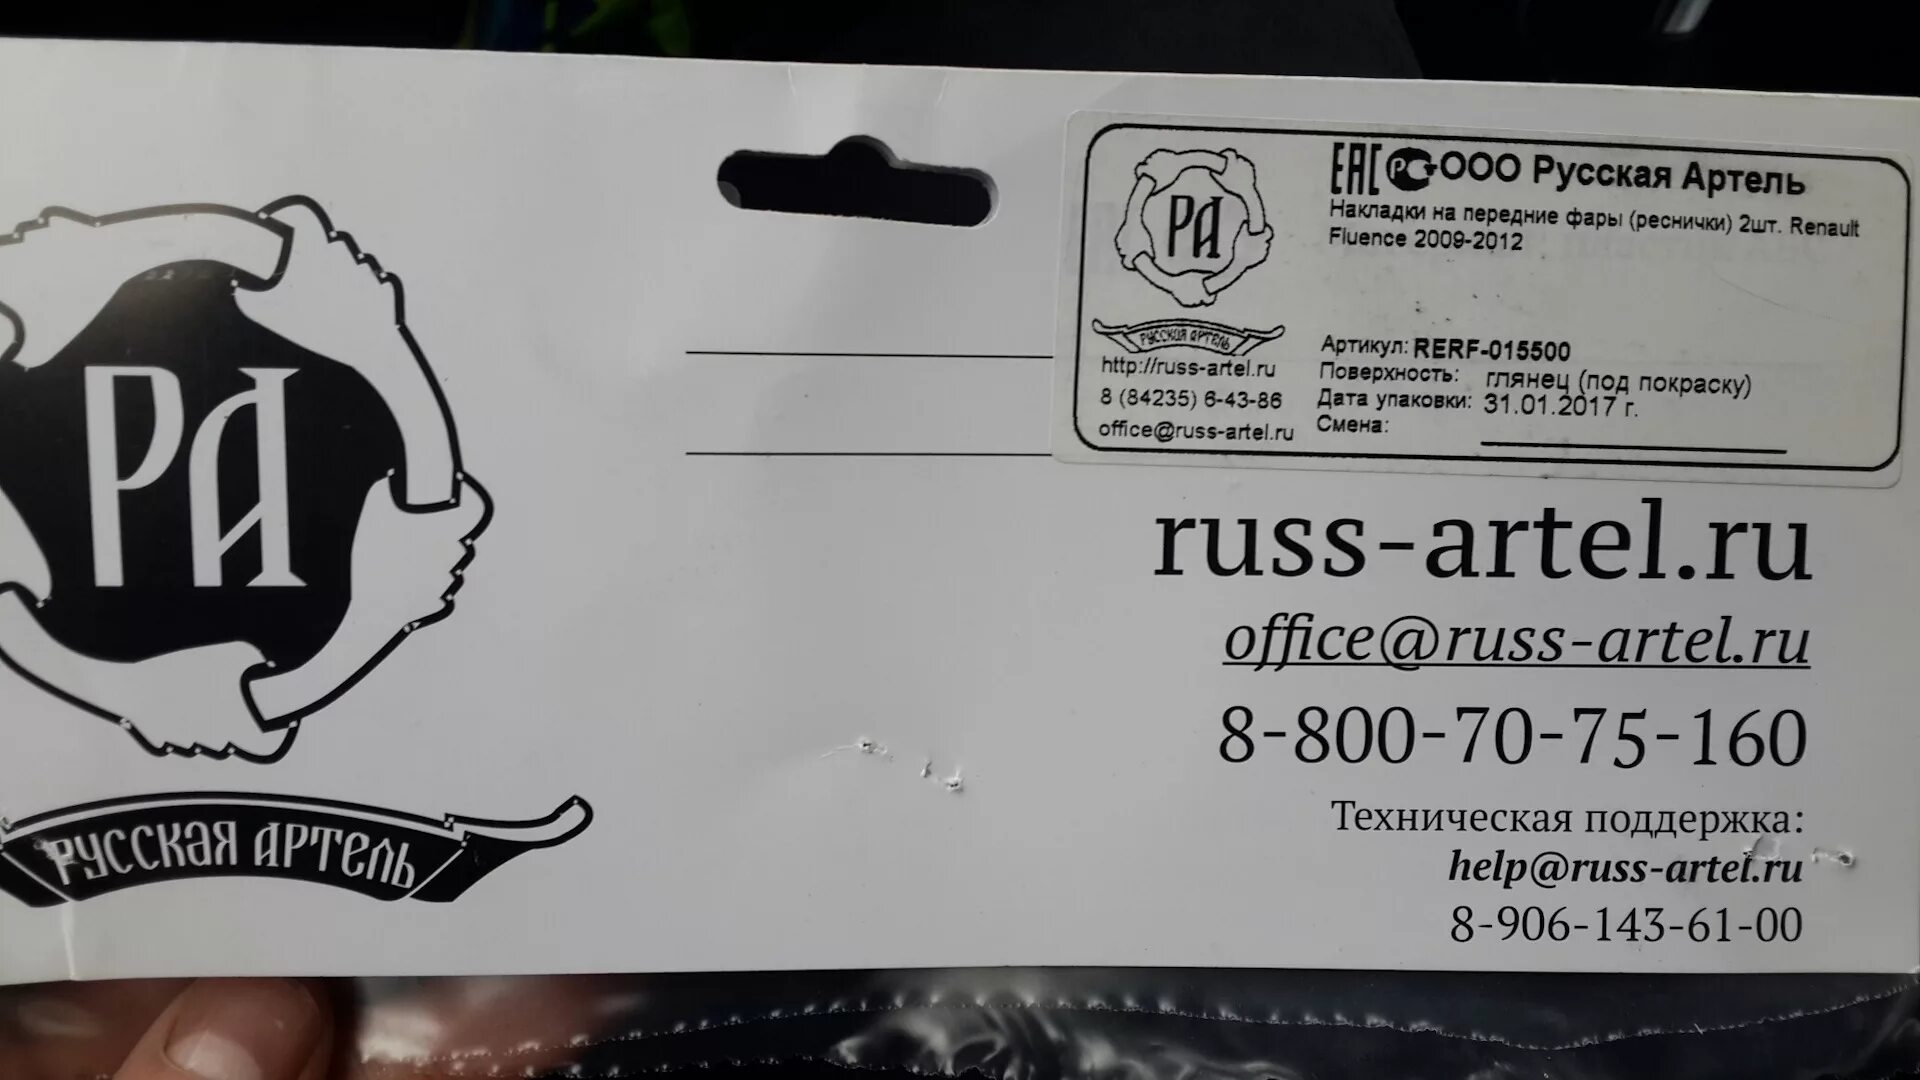 РА
РУССКАЯ АРТЕЛЬ
РА
РУССКАЯ АРТЕЛЬ
http://russ-artel.ru
8 (84235) 6-43-86
office@russ-artel.ru
ЕАС РС ООО Русская Артель
Накладки на передние фары (реснички) 2шт. Renault
Fluence 2009-2012
Артикул: RERF-015500
Поверхность: глянец (под покраску)
Дата упаковки: 31.01.2017 г.
Смена:
russ-artel.ru
office@russ-artel.ru
8-800-70-75-160
Техническая поддержка:
help@russ-artel.ru
8-906-143-61-00